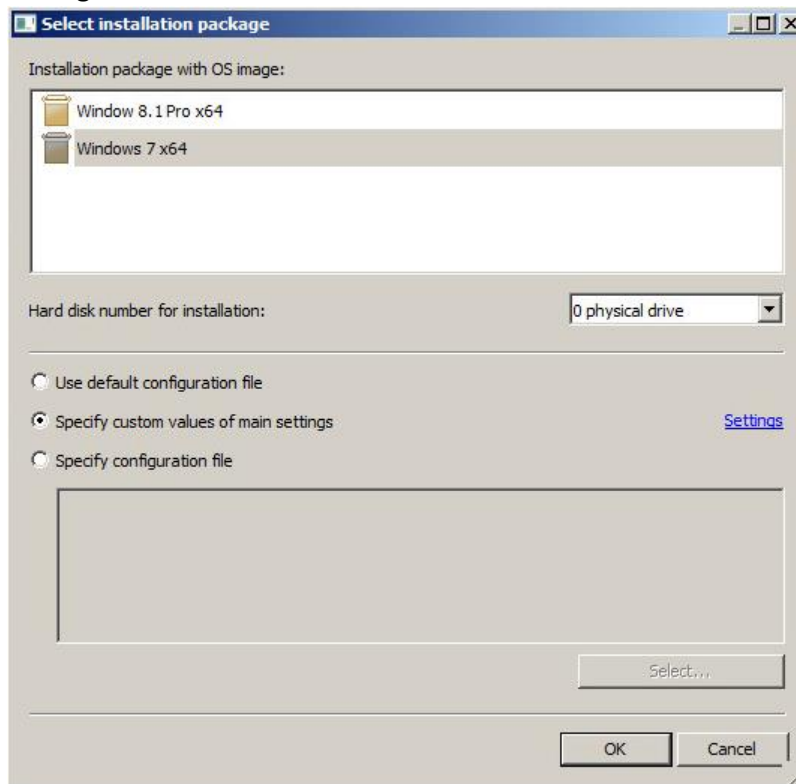 Select installation package
Installation package with OS image:
Window 8.1 Pro x64
Windows 7 x64
Hard disk number for installation:
0 physical drive
Use default configuration file
Specify custom values of main settings
Settings
Specify configuration file
Select...
OK
Cancel